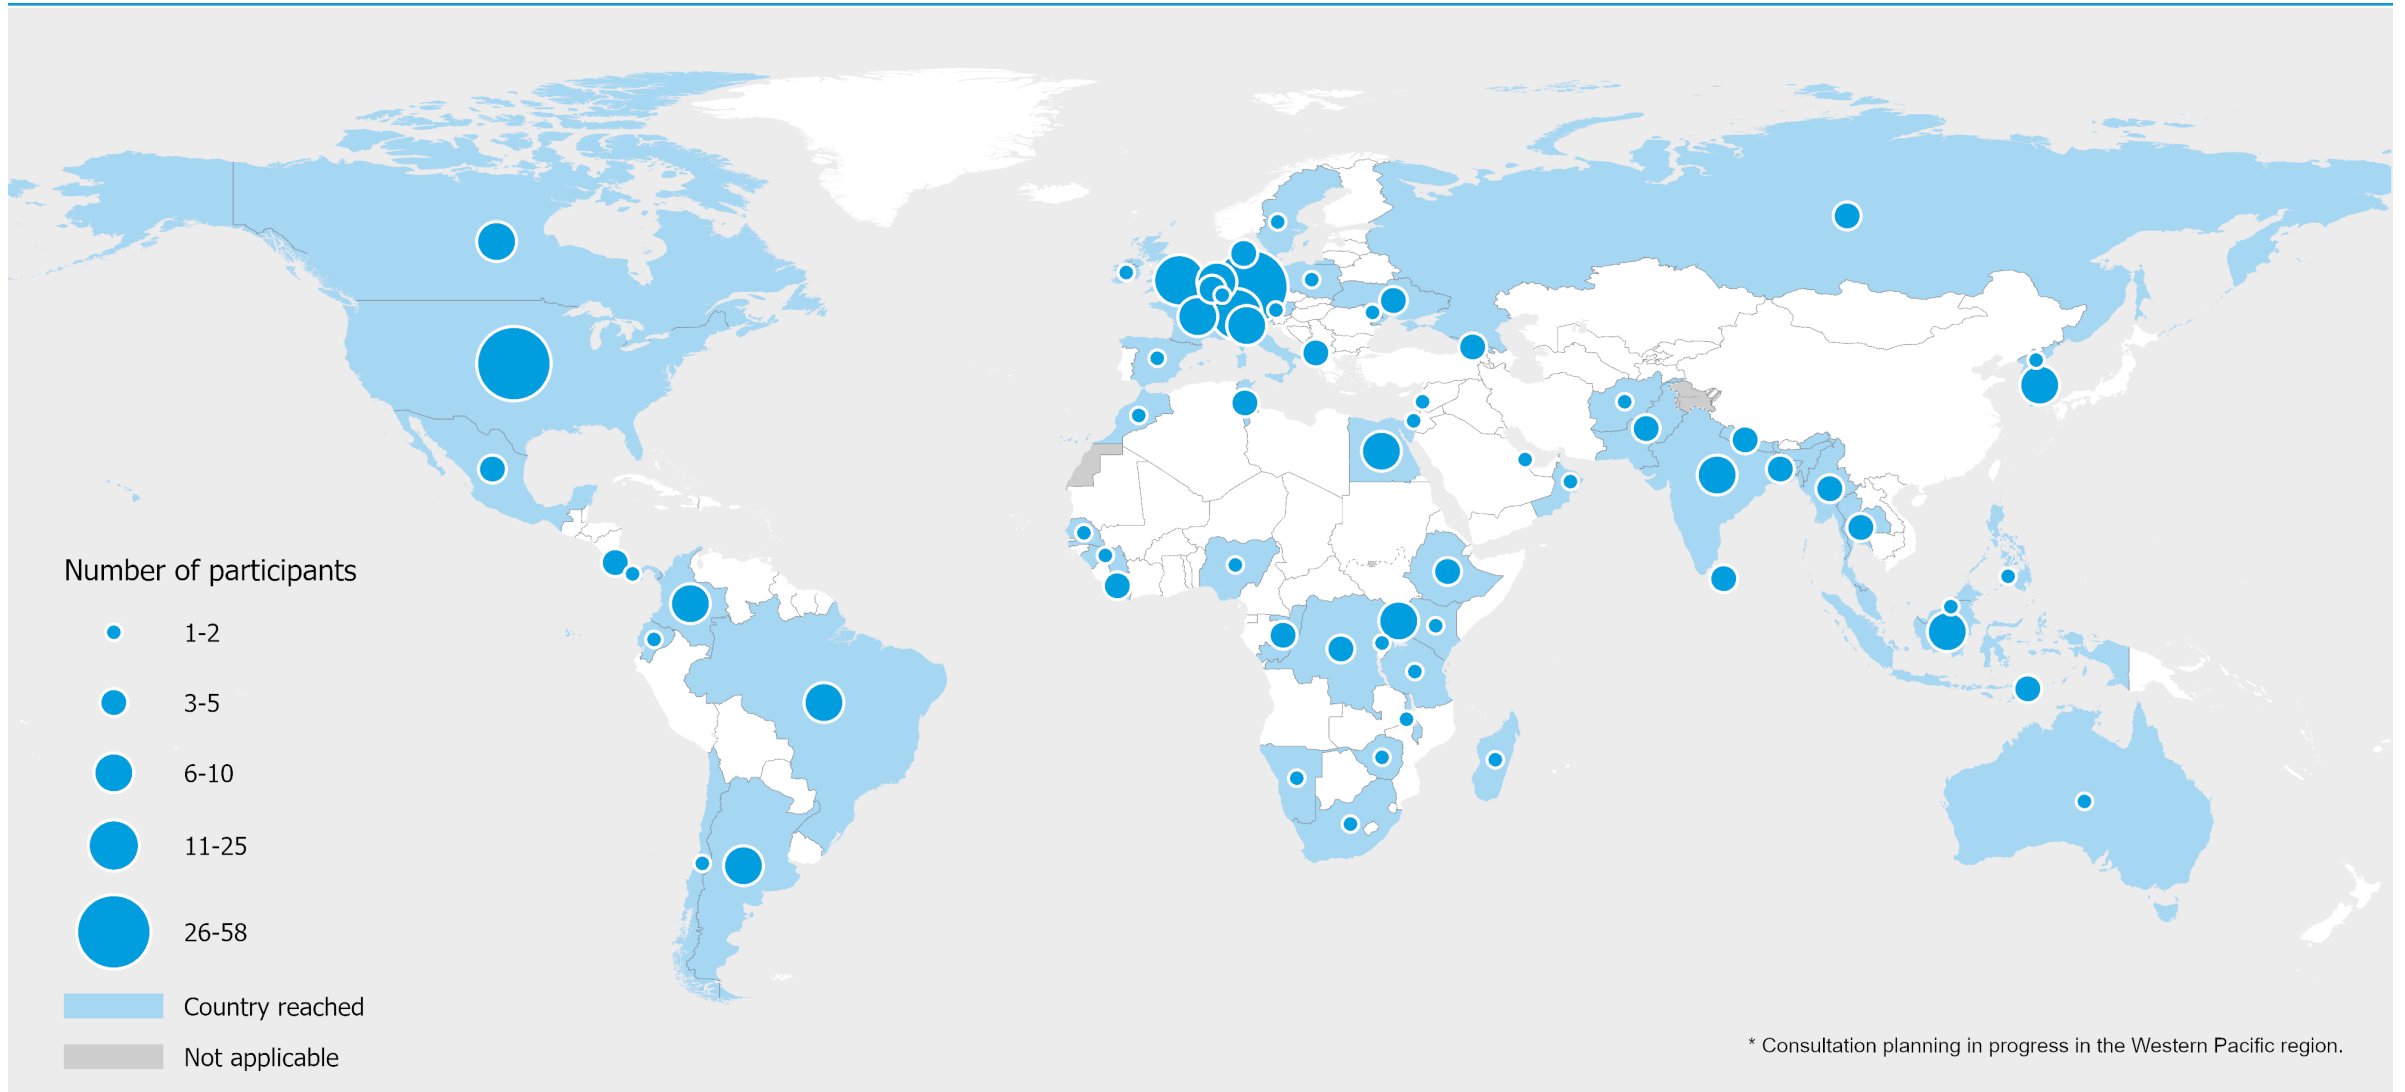 Number of participants
1-2
3-5
6-10
11-25
26-58
Country reached
Not applicable
* Consultation planning in progress in the Western Pacific region.